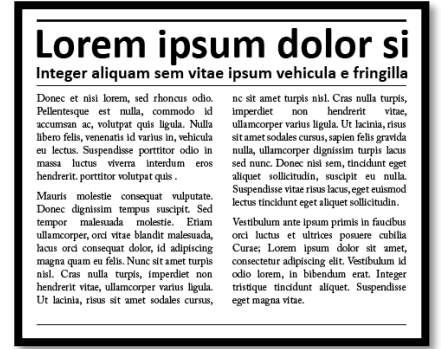 Lorem ipsum dolor si
Integer aliquam sem vitae ipsum vehicula e fringilla
Donec et nisi lorem, sed rhoncus odio.
Pellentesque est nulla, commodo id
accumsan ac, volutpat quis ligula. Nulla
libero felis, venenatis id varius in, vehicula
eu lectus. Suspendisse porttitor odio in
massa luctus viverra interdum eros
hendrerit. porttitor volutpat quis .
Mauris molestie consequat vulputate.
Donec dignissim tempus suscipit. Sed
tempor malesuada molestie. Etiam
ullamcorper, orci vitae blandit malesuada,
lacus orci consequat dolor, id adipiscing
magna quam eu felis. Nunc sit amet turpis
nisl. Cras nulla turpis, imperdiet non
hendrerit vitae, ullamcorper varius ligula.
Ut lacinia, risus sit amet sodales cursus,
nc sit amet turpis nisl. Cras nulla turpis,
imperdiet non hendrerit vitae,
ullamcorper varius ligula. Ut lacinia, risus
sit amet sodales cursus, sapien felis gravida
nulla, ullamcorper dignissim turpis lacus
sed nunc. Donec nisi sem, tincidunt eget
aliquet sollicitudin, suscipit eu nulla.
Suspendisse vitae risus lacus, eget euismod
lectus tincidunt eget aliquet sollicitudin.
Vestibulum ante ipsum primis in faucibus
orci luctus et ultrices posuere cubilia
Curae; Lorem ipsum dolor sit amet,
consectetur adipiscing elit. Vestibulum id
odio lorem, in bibendum erat. Integer
tristique tincidunt aliquet. Suspendisse
eget magna vitae.